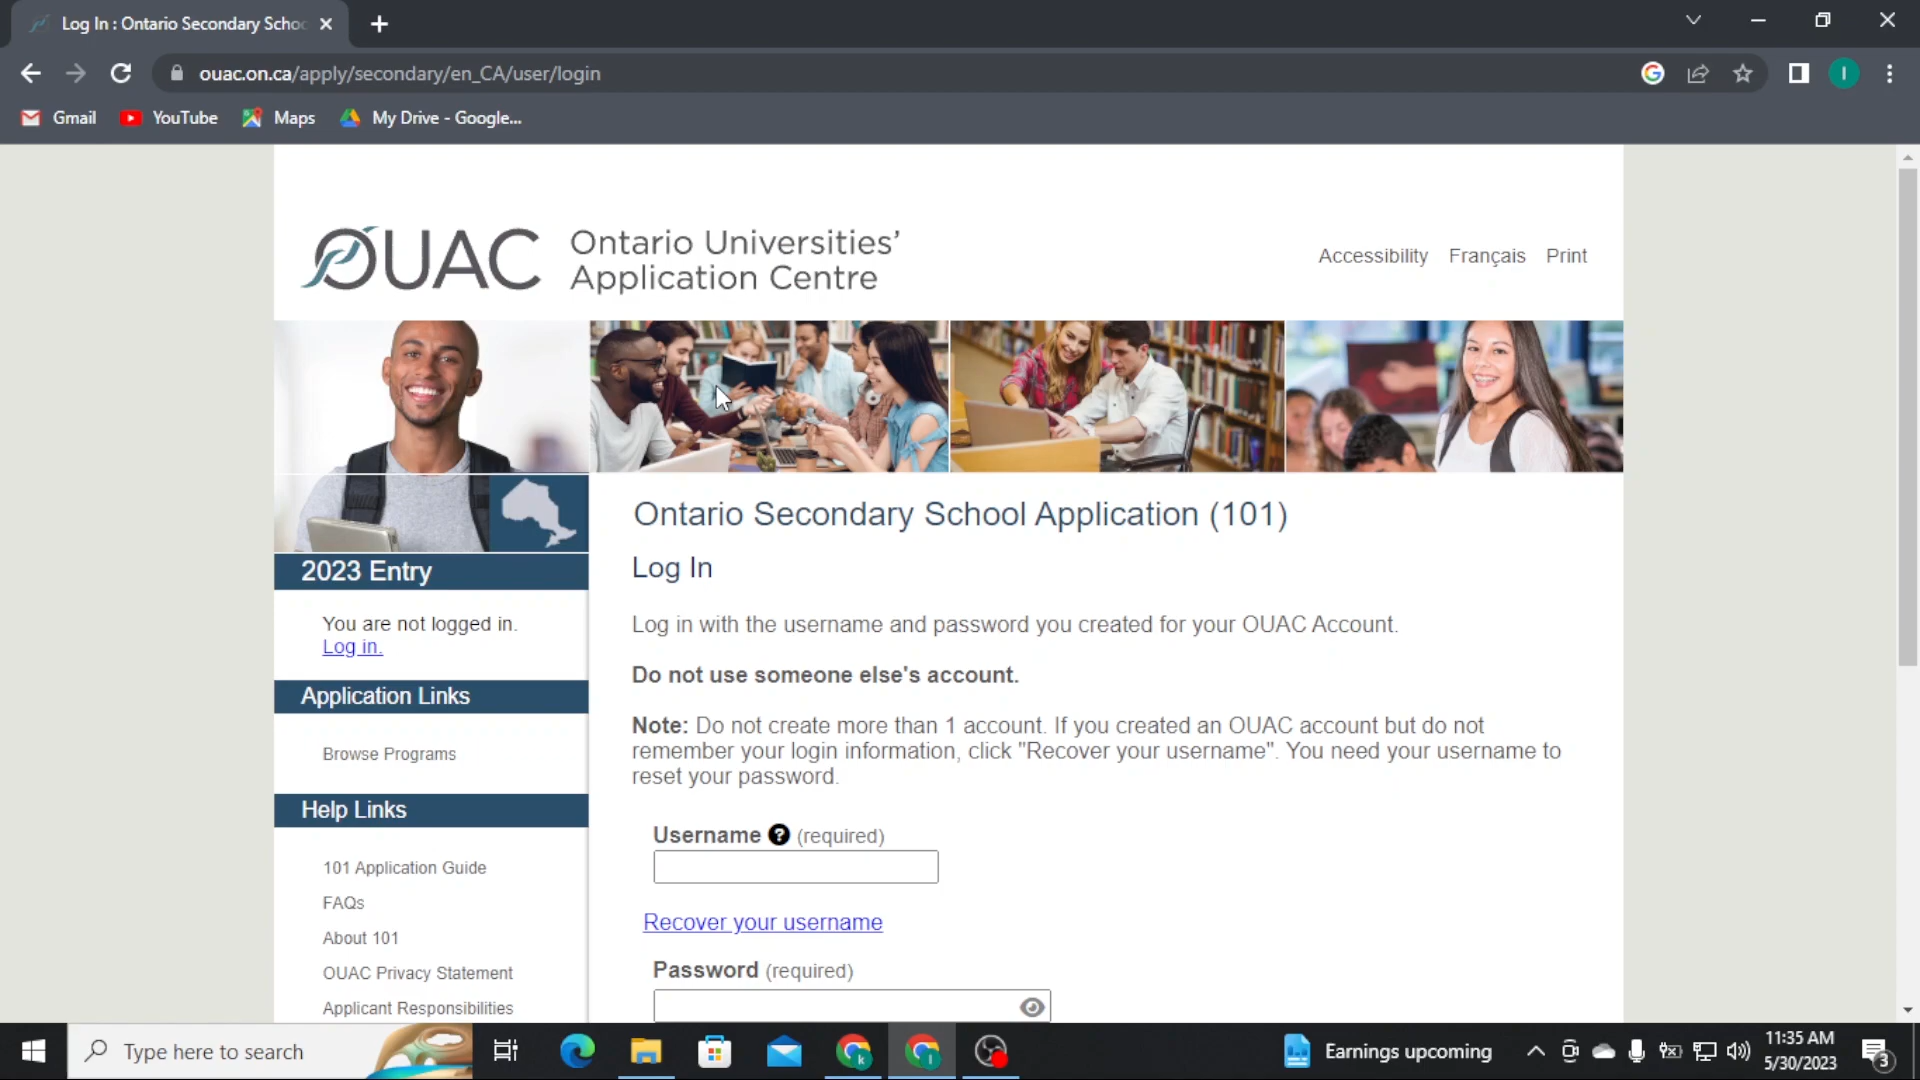 Log In : Ontario Secondary Schoo
ouac.on.ca/apply/secondary/en_CA/user/login
I
Gmail
YouTube
Maps
My Drive - Google...
OUAC
Ontario Universities'
Application Centre
Accessibility Français Print
Ontario Secondary School Application (101)
Log In
Log in with the username and password you created for your OUAC Account.
Do not use someone else's account.
Note: Do not create more than 1 account. If you created an OUAC account but do not
remember your login information, click "Recover your username". You need your username to
reset your password.
Username ? (required)
Recover your username
Password (required)
2023 Entry
You are not logged in.
Log in.
Application Links
Browse Programs
Help Links
101 Application Guide
FAQs
About 101
OUAC Privacy Statement
Applicant Responsibilities
Type here to search
k
I
Earnings upcoming
11:35 AM
5/30/2023
3